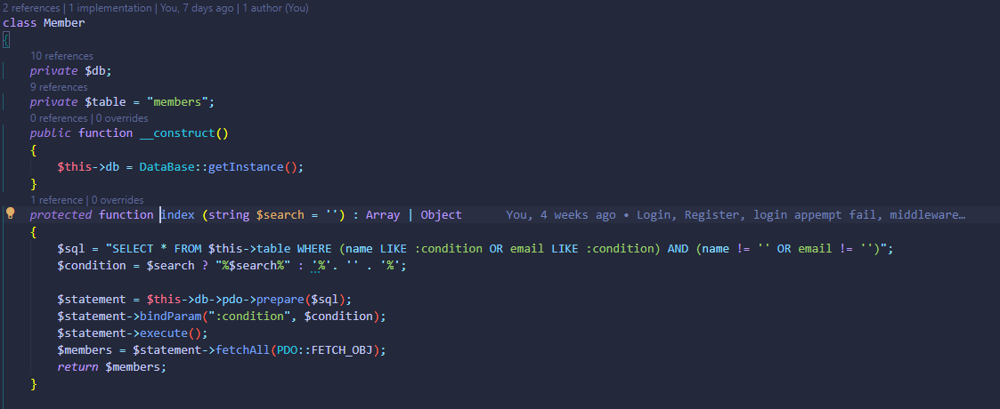 2 references | 1 implementation | You, 7 days ago | 1 author (You)
class Member
{
10 references
private $db;
9 references
private $table = "members";
0 references | 0 overrides
public function __construct()
{
$this->db = DataBase::getInstance();
}
1 reference | 0 overrides
protected function index (string $search = '') : Array | Object You, 4 weeks ago • Login, Register, login appempt fail, middleware…
{
$sql = "SELECT * FROM $this->table WHERE (name LIKE :condition OR email LIKE :condition) AND (name != '' OR email != '')";
$condition = $search ? "%$search%" : '%'. '' . '%';
$statement = $this->db->pdo->prepare($sql);
$statement->bindParam(":condition", $condition);
$statement->execute();
$members = $statement->fetchAll(PDO::FETCH_OBJ);
return $members;
}